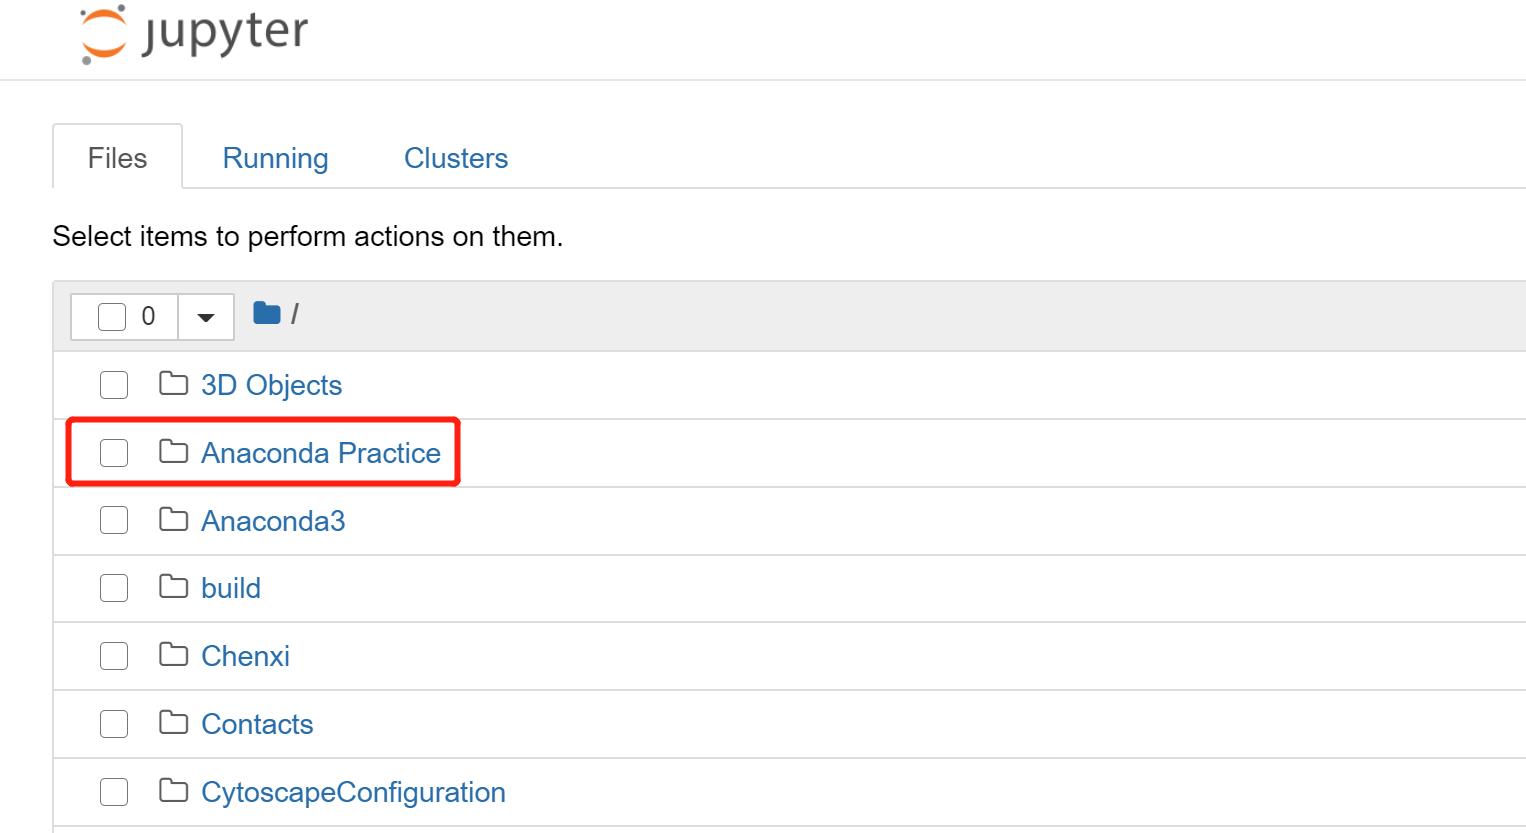 jupyter
Files Running Clusters
Select items to perform actions on them.
0 /
3D Objects
Anaconda Practice
Anaconda3
build
Chenxi
Contacts
CytoscapeConfiguration